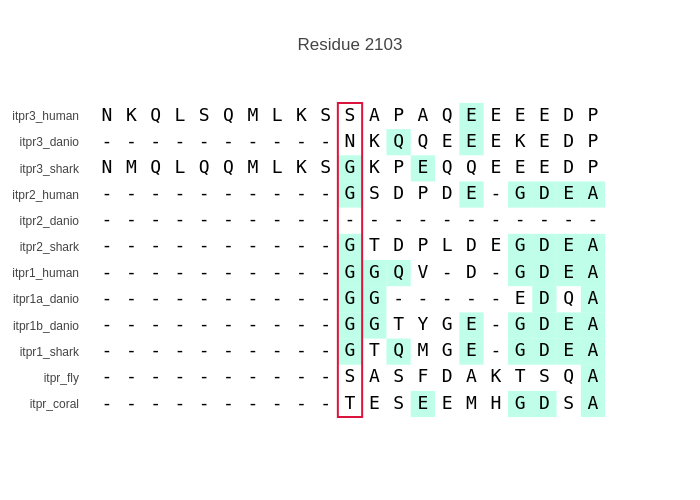 Residue 2103
itpr3_human N K Q L S Q M L K S S A P A Q E E E E D P
itpr3_danio - - - - - - - - - - N K Q Q E E E K E D P
itpr3_shark N M Q L Q Q M L K S G K P E Q Q E E E D P
itpr2_human - - - - - - - - - - G S D P D E - G D E A
itpr2_danio - - - - - - - - - - - - - - - - - - - - -
itpr2_shark - - - - - - - - - - G T D P L D E G D E A
itpr1_human - - - - - - - - - - G G Q V - D - G D E A
itpr1a_danio - - - - - - - - - - G G - - - - - E D Q A
itpr1b_danio - - - - - - - - - - G G T Y G E - G D E A
itpr1_shark - - - - - - - - - - G T Q M G E - G D E A
itpr_fly - - - - - - - - - - S A S F D A K T S Q A
itpr_coral - - - - - - - - - - T E S E E M H G D S A